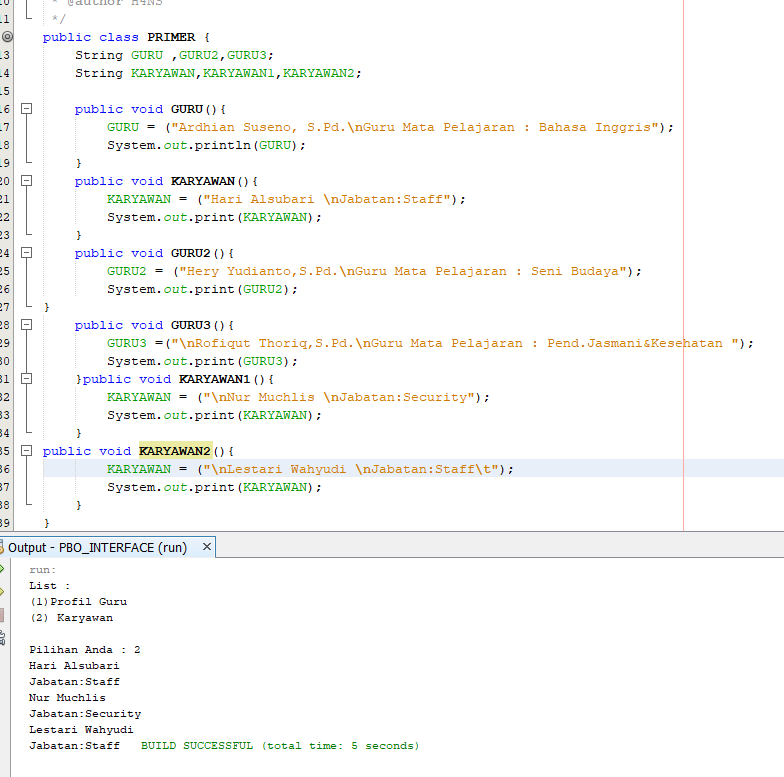 * @author H4NS
11
*/
public class PRIMER {
13 String GURU ,GURU2,GURU3;
14 String KARYAWAN,KARYAWAN1,KARYAWAN2;
15
16 public void GURU(){
17 GURU = ("Ardhian Suseno, S.Pd.\nGuru Mata Pelajaran : Bahasa Inggris");
18 System.out.println(GURU);
19 }
20 public void KARYAWAN(){
21 KARYAWAN = ("Hari Alsubari \nJabatan:Staff");
22 System.out.print(KARYAWAN);
23 }
24 public void GURU2(){
25 GURU2 = ("Hery Yudianto,S.Pd.\nGuru Mata Pelajaran : Seni Budaya");
26 System.out.print(GURU2);
27 }
28 public void GURU3(){
29 GURU3 =("\nRofiqut Thoriq,S.Pd.\nGuru Mata Pelajaran : Pend.Jasmani&Kesehatan ");
30 System.out.print(GURU3);
31 }public void KARYAWAN1(){
32 KARYAWAN = ("\nNur Muchlis \nJabatan:Security");
33 System.out.print(KARYAWAN);
34 }
35 public void KARYAWAN2(){
36 KARYAWAN = ("\nLestari Wahyudi \nJabatan:Staff\t");
37 System.out.print(KARYAWAN);
38 }
39 }
Output - PBO_INTERFACE (run) ×
run:
List :
(1)Profil Guru
(2) Karyawan
Pilihan Anda : 2
Hari Alsubari
Jabatan:Staff
Nur Muchlis
Jabatan:Security
Lestari Wahyudi
Jabatan:Staff BUILD SUCCESSFUL (total time: 5 seconds)